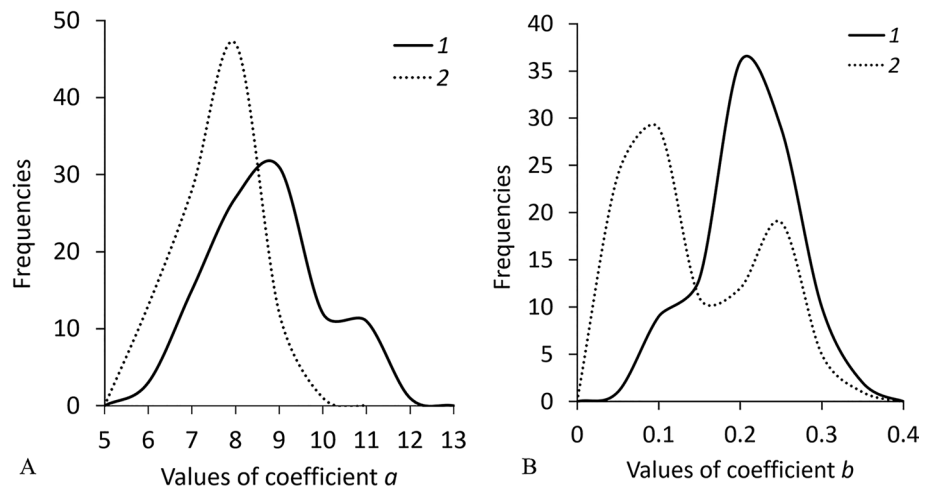 50
40
30
20
10
0
Frequencies
1
2
5 6 7 8 9 10 11 12 13
Values of coefficient a
A
40
35
30
25
20
15
10
5
0
Frequencies
1
2
0 0.1 0.2 0.3 0.4
Values of coefficient b
B